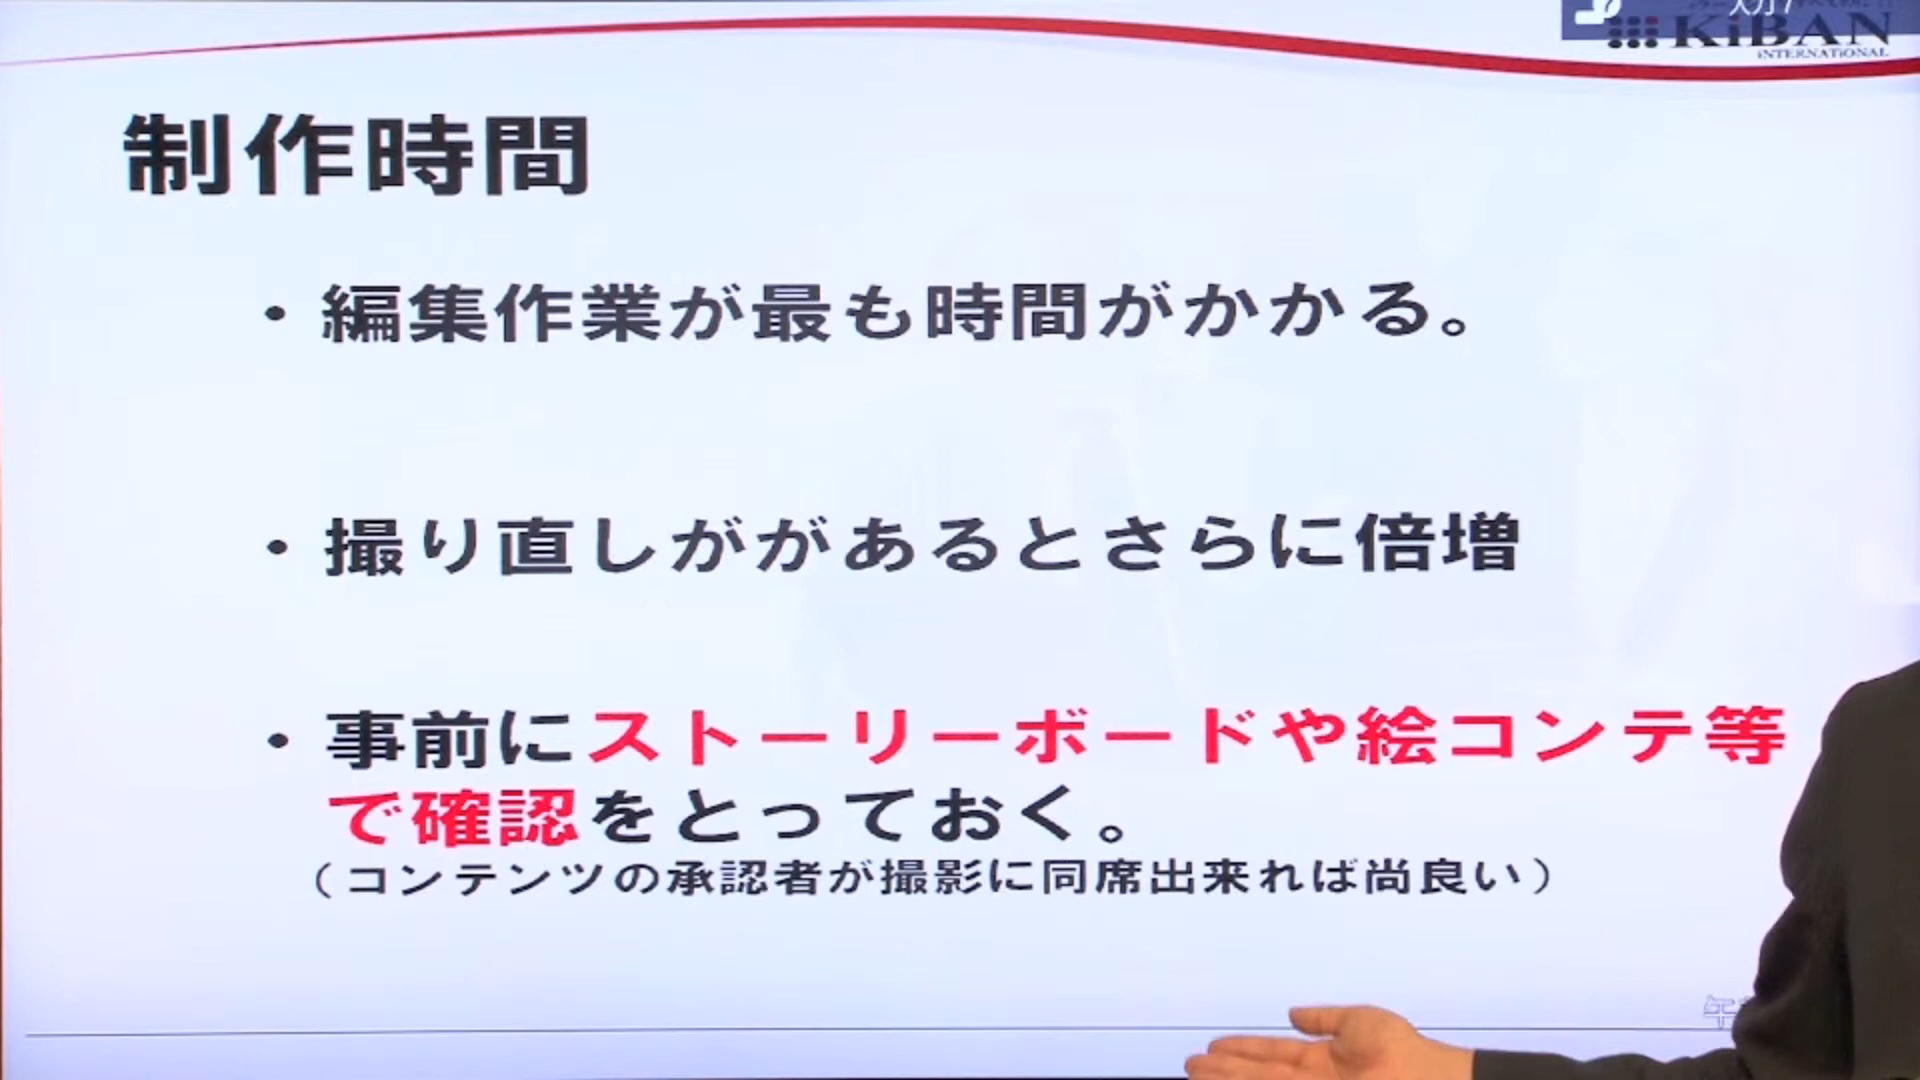 入力7
KiBAN
INTERNATIONAL
制作時間
・編集作業が最も時間がかかる。
・撮り直しががあるとさらに倍増
・事前にストーリーボードや絵コンテ等
で確認をとっておく。
（コンテンツの承認者が撮影に同席出来れば尚良い）